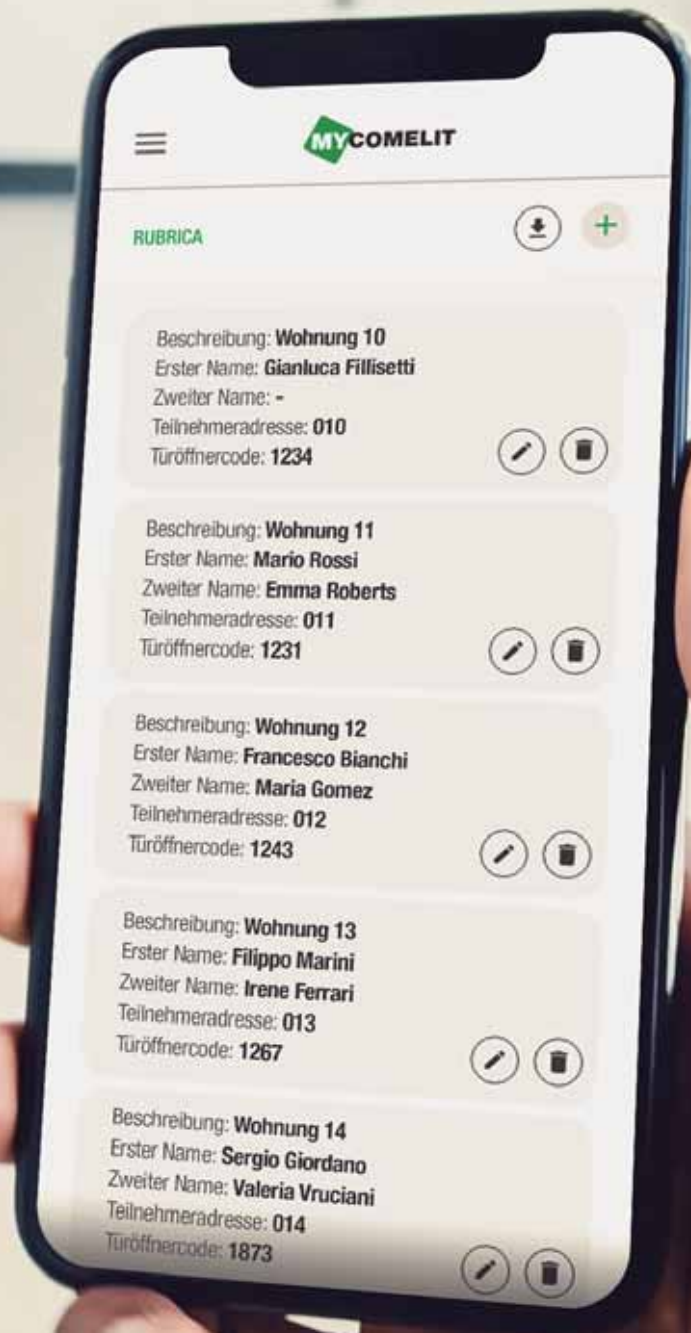 MYCOMELIT
RUBRICA
Beschreibung: Wohnung 10
Erster Name: Gianluca Fillisetti
Zweiter Name: -
Teilnehmeradresse: 010
Türöffnercode: 1234
Beschreibung: Wohnung 11
Erster Name: Mario Rossi
Zweiter Name: Emma Roberts
Teilnehmeradresse: 011
Türöffnercode: 1231
Beschreibung: Wohnung 12
Erster Name: Francesco Bianchi
Zweiter Name: Maria Gomez
Teilnehmeradresse: 012
Türöffnercode: 1243
Beschreibung: Wohnung 13
Erster Name: Filippo Marini
Zweiter Name: Irene Ferrari
Teilnehmeradresse: 013
Türöffnercode: 1267
Beschreibung: Wohnung 14
Erster Name: Sergio Giordano
Zweiter Name: Valeria Vruciani
Teilnehmeradresse: 014
Türöffnercode: 1873